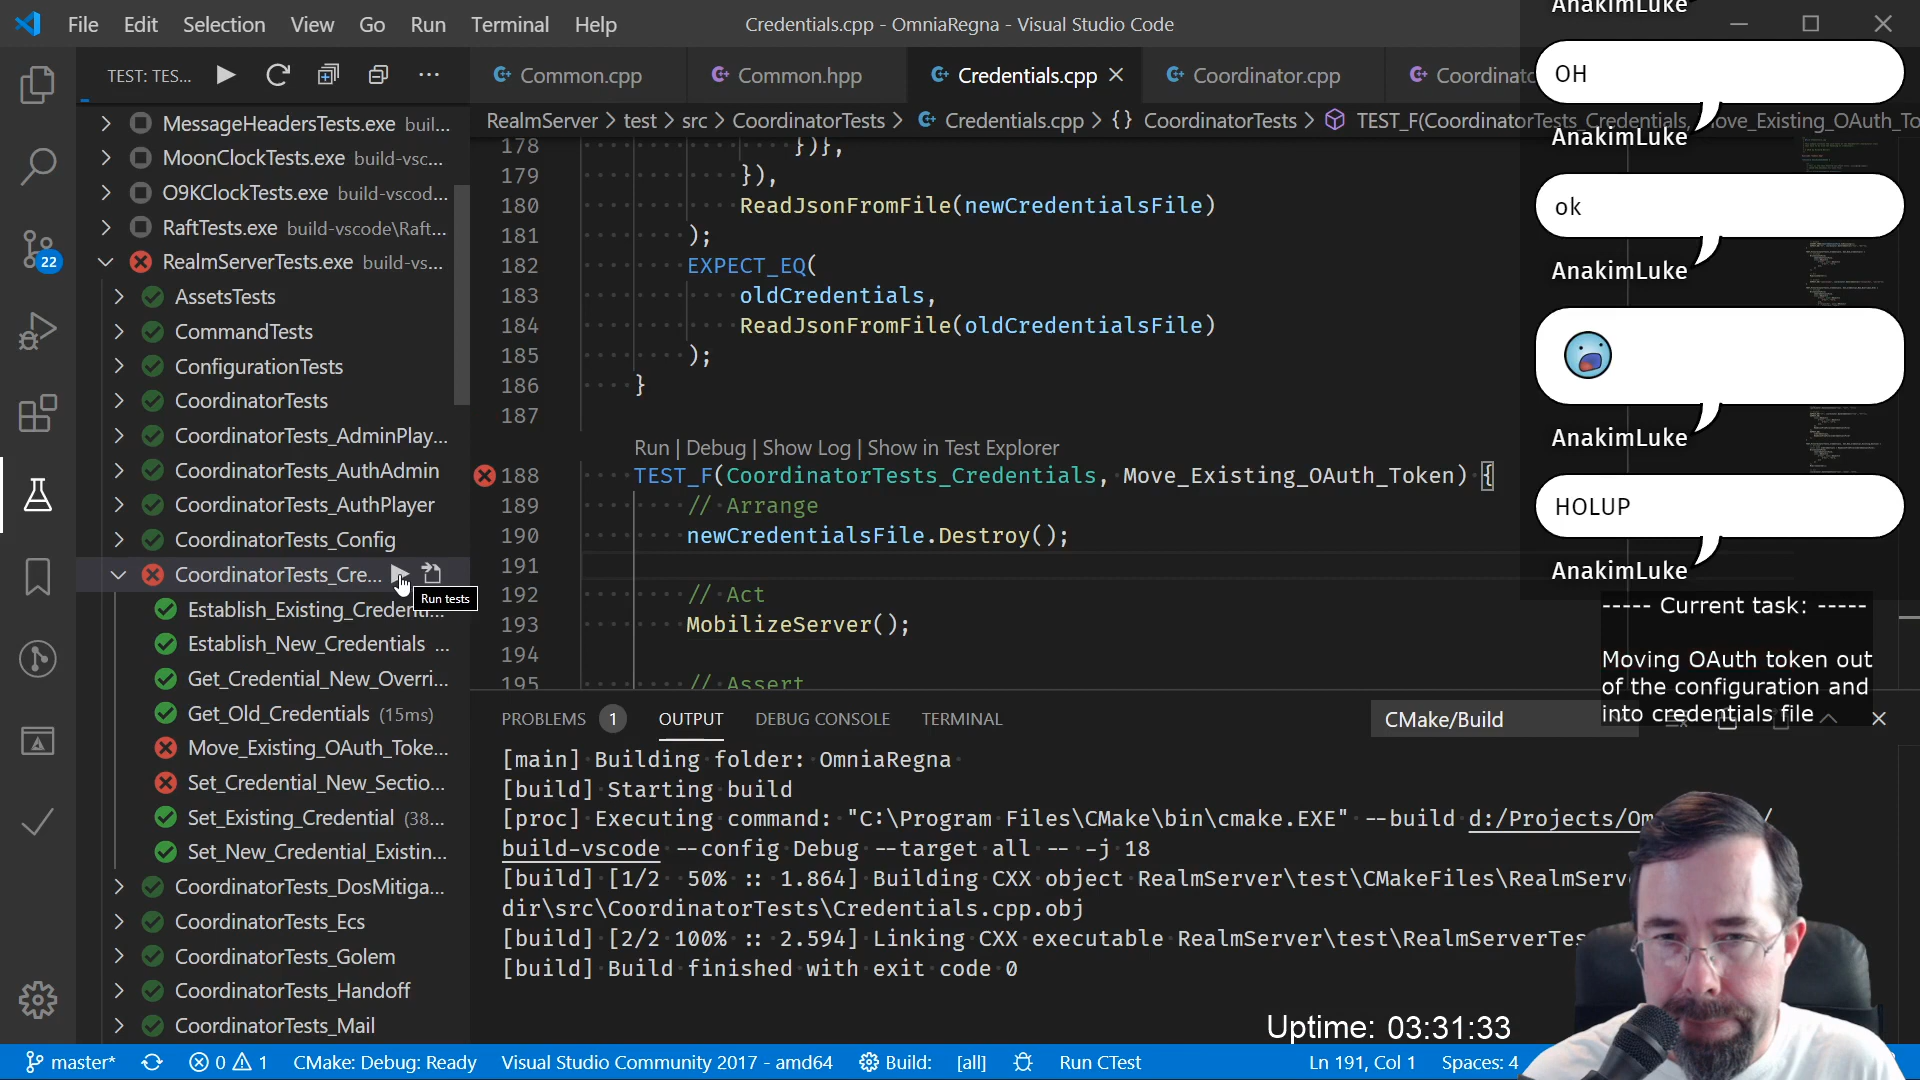 File Edit Selection View Go Run Terminal Help
Credentials.cpp - OmniaRegna - Visual Studio Code
TEST: TES...
Common.cpp
Common.hpp
Credentials.cpp
Coordinator.cpp
RealmServer > test > src > CoordinatorTests > Credentials.cpp > {} CoordinatorTests > TEST_F(CoordinatorTests_Credentials, Move_Existing_OAuth_To
MessageHeadersTests.exe buil...
MoonClockTests.exe build-vsc...
O9KClockTests.exe build-vscod...
RaftTests.exe build-vscode\Raft...
RealmServerTests.exe build-vs...
AssetsTests
CommandTests
ConfigurationTests
CoordinatorTests
CoordinatorTests_AdminPlay...
CoordinatorTests_AuthAdmin
CoordinatorTests_AuthPlayer
CoordinatorTests_Config
CoordinatorTests_Cre...
Run tests
Establish_Existing_Credenti...
Establish_New_Credentials ...
Get_Credential_New_Overri...
Get_Old_Credentials (15ms)
Move_Existing_OAuth_Toke...
Set_Credential_New_Sectio...
Set_Existing_Credential (38...
Set_New_Credential_Existin...
CoordinatorTests_DosMitiga...
CoordinatorTests_Ecs
CoordinatorTests_Golem
CoordinatorTests_Handoff
CoordinatorTests_Mail
22
178 })},
179 }),
180 ReadJsonFromFile(newCredentialsFile)
181 );
182 EXPECT_EQ(
183 oldCredentials,
184 ReadJsonFromFile(oldCredentialsFile)
185 );
186 }
187
Run | Debug | Show Log | Show in Test Explorer
188 TEST_F(CoordinatorTests_Credentials, Move_Existing_OAuth_Token) {
189 // Arrange
190 newCredentialsFile.Destroy();
191
192 // Act
193 MobilizeServer();
194
195 // Assert
PROBLEMS 1 OUTPUT DEBUG CONSOLE TERMINAL
CMake/Build
[main] Building folder: OmniaRegna
[build] Starting build
[proc] Executing command: "C:\Program Files\CMake\bin\cmake.EXE" --build d:/Projects/Om
build-vscode --config Debug --target all -- -j 18
[build] [1/2 50% :: 1.864] Building CXX object RealmServer\test\CMakeFiles\RealmServ
dir\src\CoordinatorTests\Credentials.cpp.obj
[build] [2/2 100% :: 2.594] Linking CXX executable RealmServer\test\RealmServerTes
[build] Build finished with exit code 0
AnakimLuke
OH
AnakimLuke
ok
AnakimLuke
AnakimLuke
HOLUP
AnakimLuke
----- Current task: -----
Moving OAuth token out
of the configuration and
into credentials file
Uptime: 03:31:33
master* 0 1 CMake: Debug: Ready Visual Studio Community 2017 - amd64 Build: [all] Run CTest Ln 191, Col 1 Spaces: 4